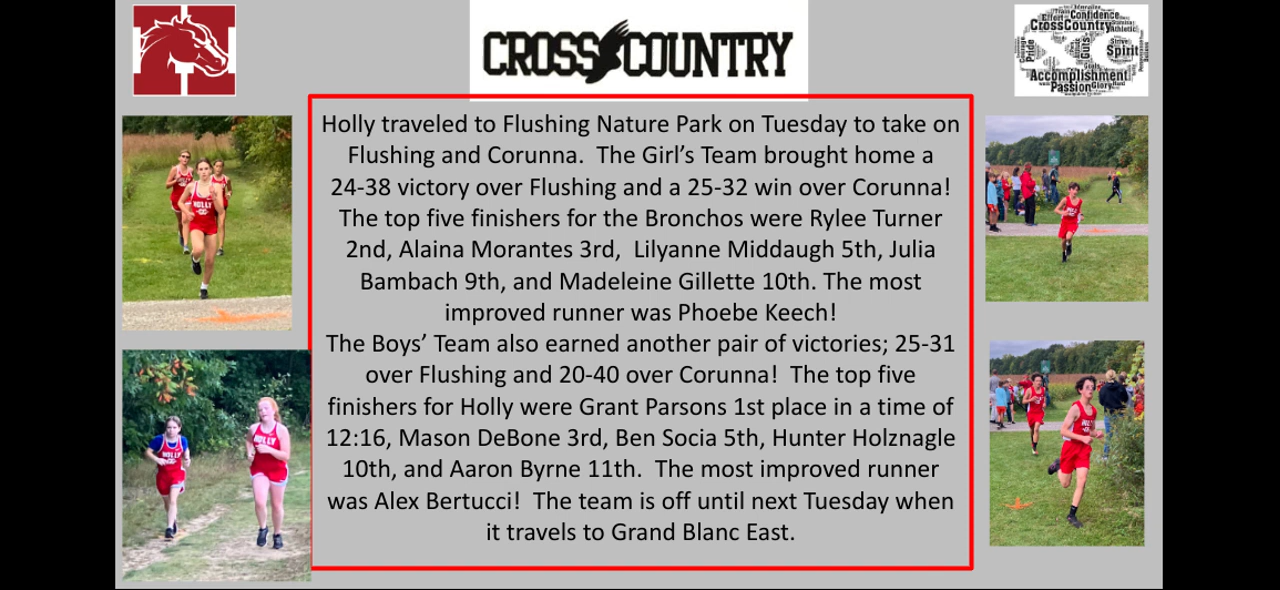 CROSS COUNTRY
Effort
Confidence
CrossCountry
Athletic
Pride
Guts
Strive
Spirit
Goals
Accomplishment
Passion
Glory
Holly traveled to Flushing Nature Park on Tuesday to take on
Flushing and Corunna.  The Girl’s Team brought home a
24-38 victory over Flushing and a 25-32 win over Corunna!
The top five finishers for the Bronchos were Rylee Turner
2nd, Alaina Morantes 3rd,  Lilyanne Middaugh 5th, Julia
Bambach 9th, and Madeleine Gillette 10th. The most
improved runner was Phoebe Keech!
The Boys’ Team also earned another pair of victories; 25-31
over Flushing and 20-40 over Corunna!  The top five
finishers for Holly were Grant Parsons 1st place in a time of
12:16, Mason DeBone 3rd, Ben Socia 5th, Hunter Holznagle
10th, and Aaron Byrne 11th.  The most improved runner
was Alex Bertucci!  The team is off until next Tuesday when
it travels to Grand Blanc East.
HOLLY
HOLLY
HOLLY